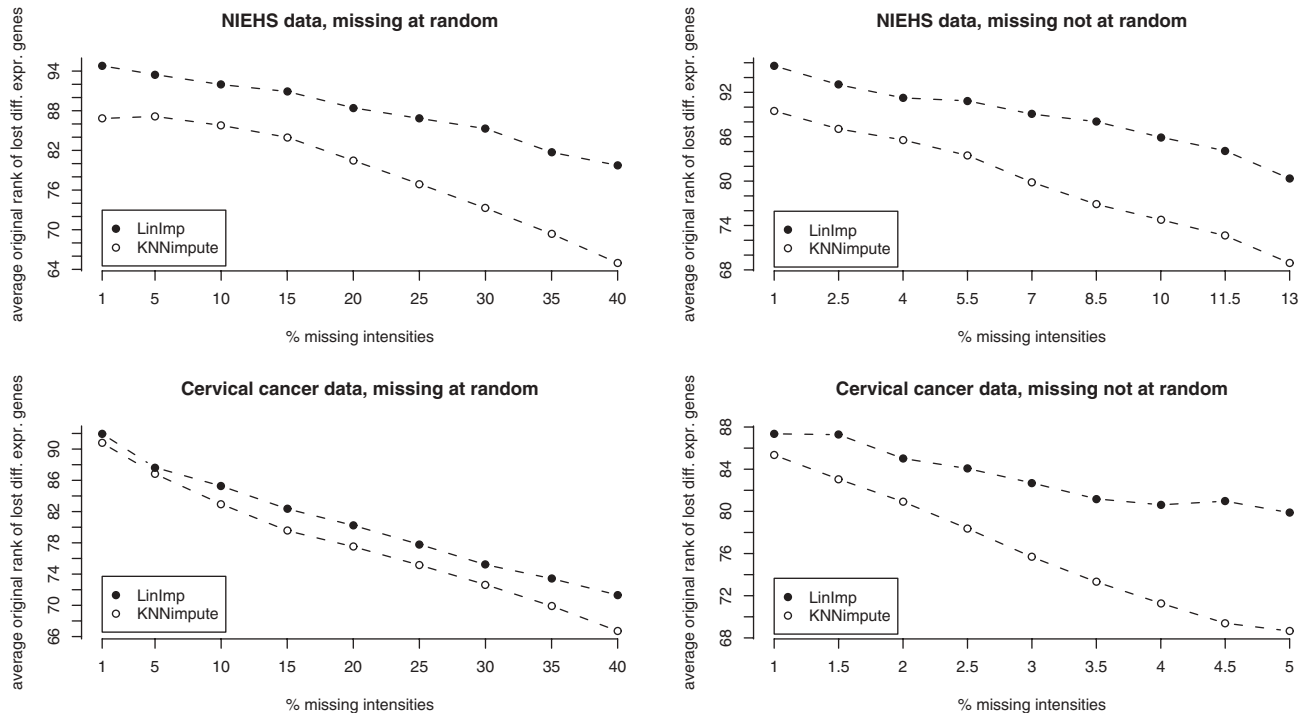 NIEHS data, missing at random
average original rank of lost diff. expr. genes
94
88
82
76
70
64
LinImp
KNNimpute
1 5 10 15 20 25 30 35 40
% missing intensities
NIEHS data, missing not at random
average original rank of lost diff. expr. genes
92
86
80
74
68
LinImp
KNNimpute
1 2.5 4 5.5 7 8.5 10 11.5 13
% missing intensities
Cervical cancer data, missing at random
average original rank of lost diff. expr. genes
90
86
82
78
74
70
66
LinImp
KNNimpute
1 5 10 15 20 25 30 35 40
% missing intensities
Cervical cancer data, missing not at random
average original rank of lost diff. expr. genes
88
84
80
76
72
68
LinImp
KNNimpute
1 1.5 2 2.5 3 3.5 4 4.5 5
% missing intensities